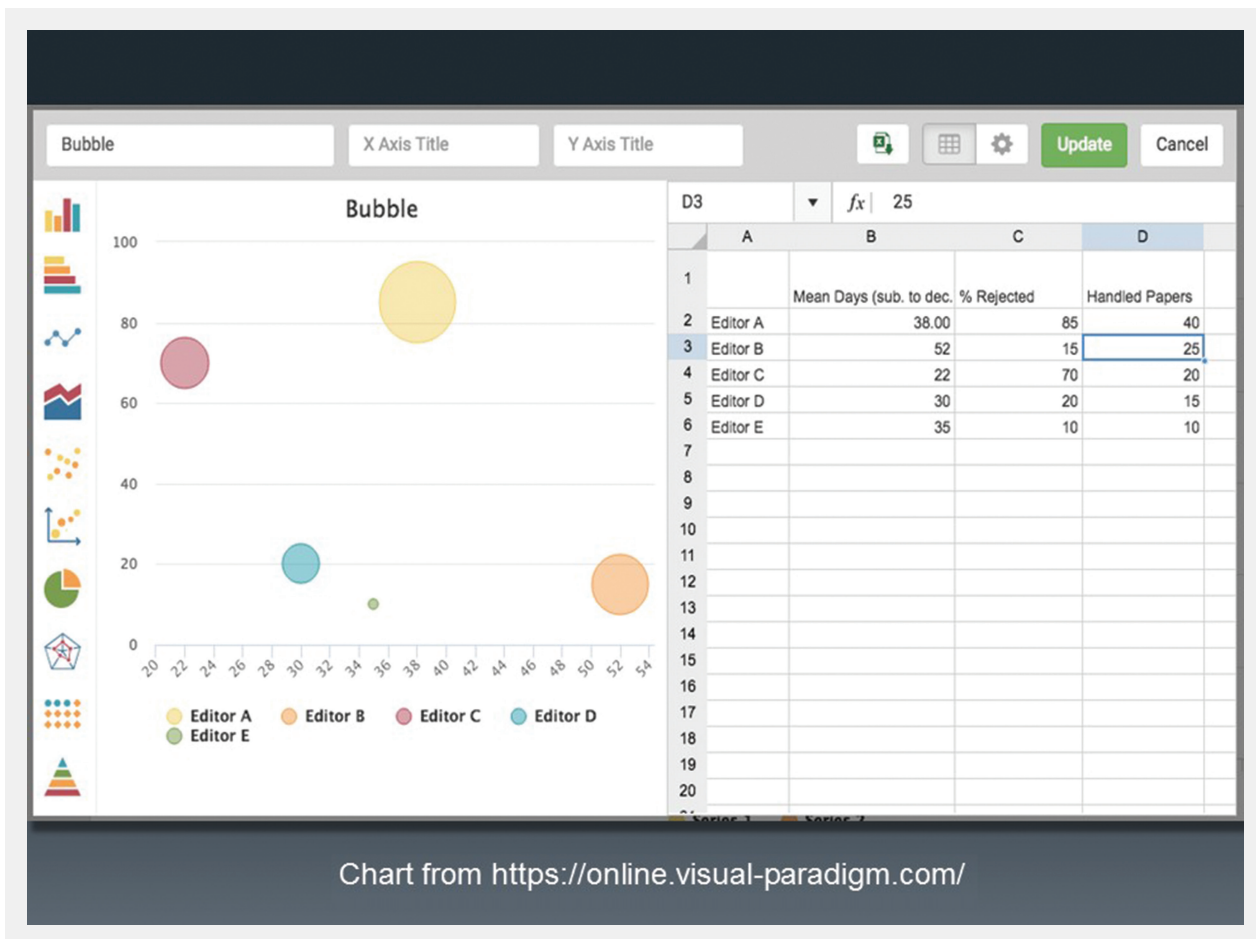 Bubble
X Axis Title
Y Axis Title
Update
Cancel
Bubble
100
80
60
40
20
0
20 22 24 26 28 30 32 34 36 38 40 42 44 46 48 50 52 54
Editor A Editor B Editor C Editor D
Editor E
D3 fx 25
A B C D
1 Mean Days (sub. to dec. % Rejected Handled Papers
2 Editor A 38.00 85 40
3 Editor B 52 15 25
4 Editor C 22 70 20
5 Editor D 30 20 15
6 Editor E 35 10 10
7
8
9
10
11
12
13
14
15
16
17
18
19
20
Series 1 Series 2
Chart from https://online.visual-paradigm.com/